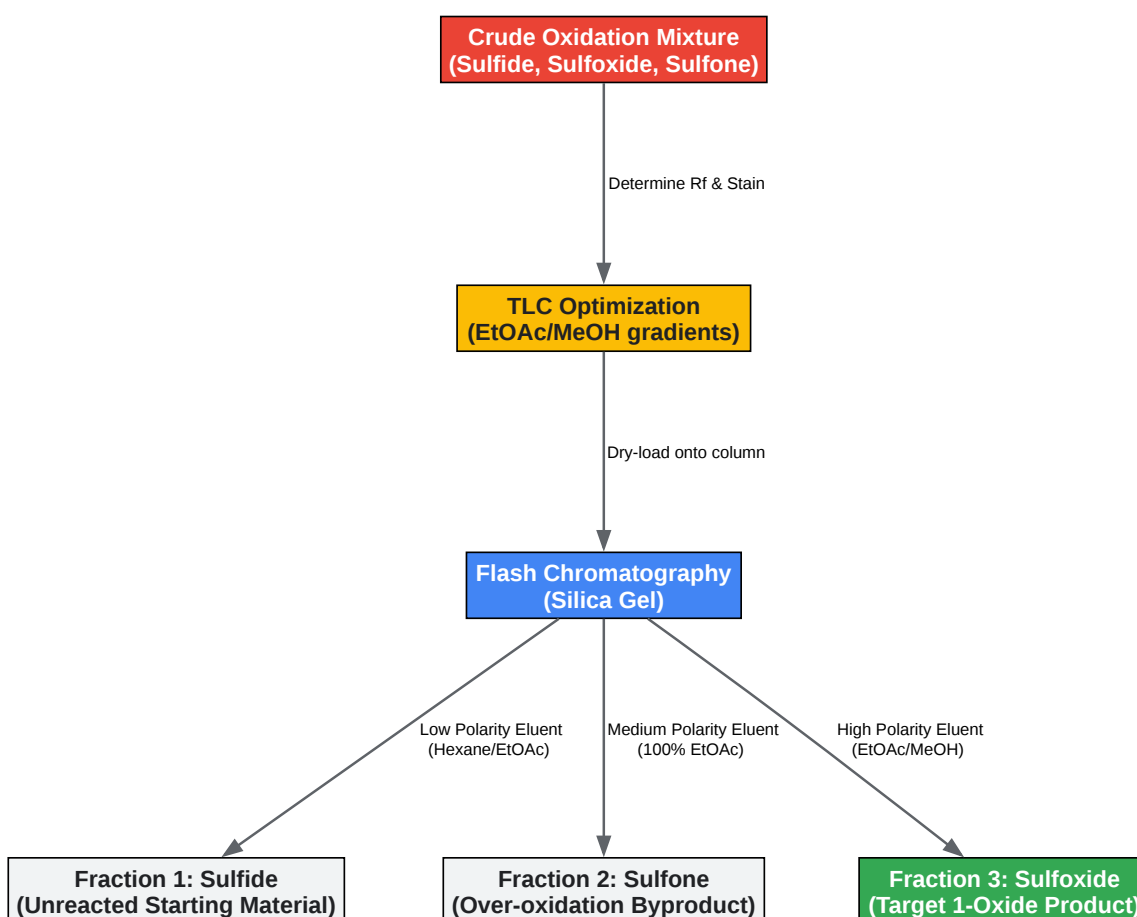 Crude Oxidation Mixture
(Sulfide, Sulfoxide, Sulfone)
Determine Rf & Stain
TLC Optimization
(EtOAc/MeOH gradients)
Dry-load onto column
Flash Chromatography
(Silica Gel)
Low Polarity Eluent
(Hexane/EtOAc)
Medium Polarity Eluent
(100% EtOAc)
High Polarity Eluent
(EtOAc/MeOH)
Fraction 1: Sulfide
(Unreacted Starting Material)
Fraction 2: Sulfone
(Over-oxidation Byproduct)
Fraction 3: Sulfoxide
(Target 1-Oxide Product)